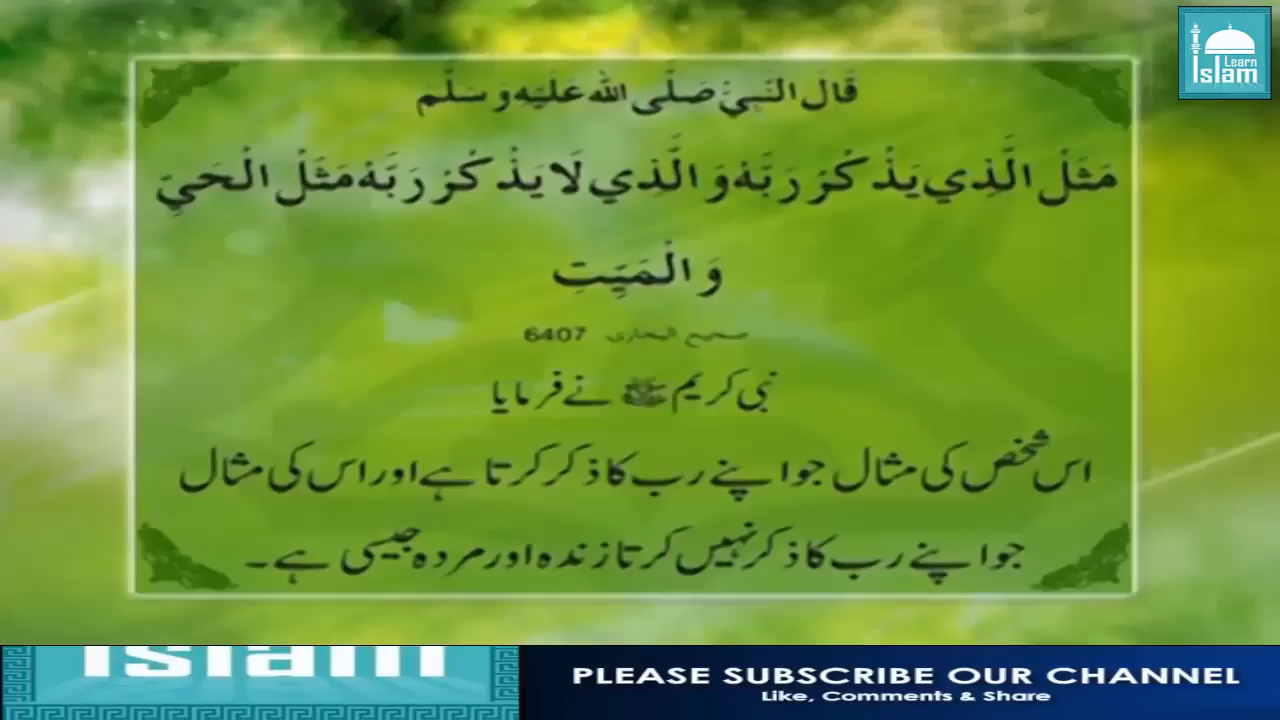 Learn
Islam
قَالَ النَّبِيُّ صَلَّى الله عَلَيْهِ وَسَلَّم
مَثَلُ الَّذِي يَذْكُرُ رَبَّهُ وَالَّذِي لَا يَذْكُرُ رَبَّهُ مَثَلُ الْحَيِّ
وَالْمَيِّتِ
صحيح البخاري 6407
نبی کریم ﷺ نے فرمایا
اس شخص کی مثال جو اپنے رب کا ذکر کرتا ہے اور اس کی مثال
جو اپنے رب کا ذکر نہیں کرتا زندہ اور مردہ جیسی ہے۔
Islam
PLEASE SUBSCRIBE OUR CHANNEL
Like, Comments & Share